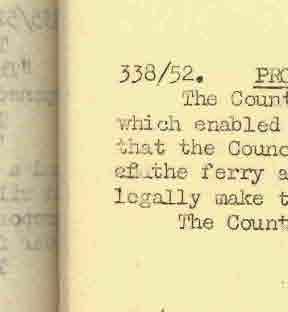 338/52. PRO
The Count
which enabled
that the Counc
of the ferry a
legally make t
The Count